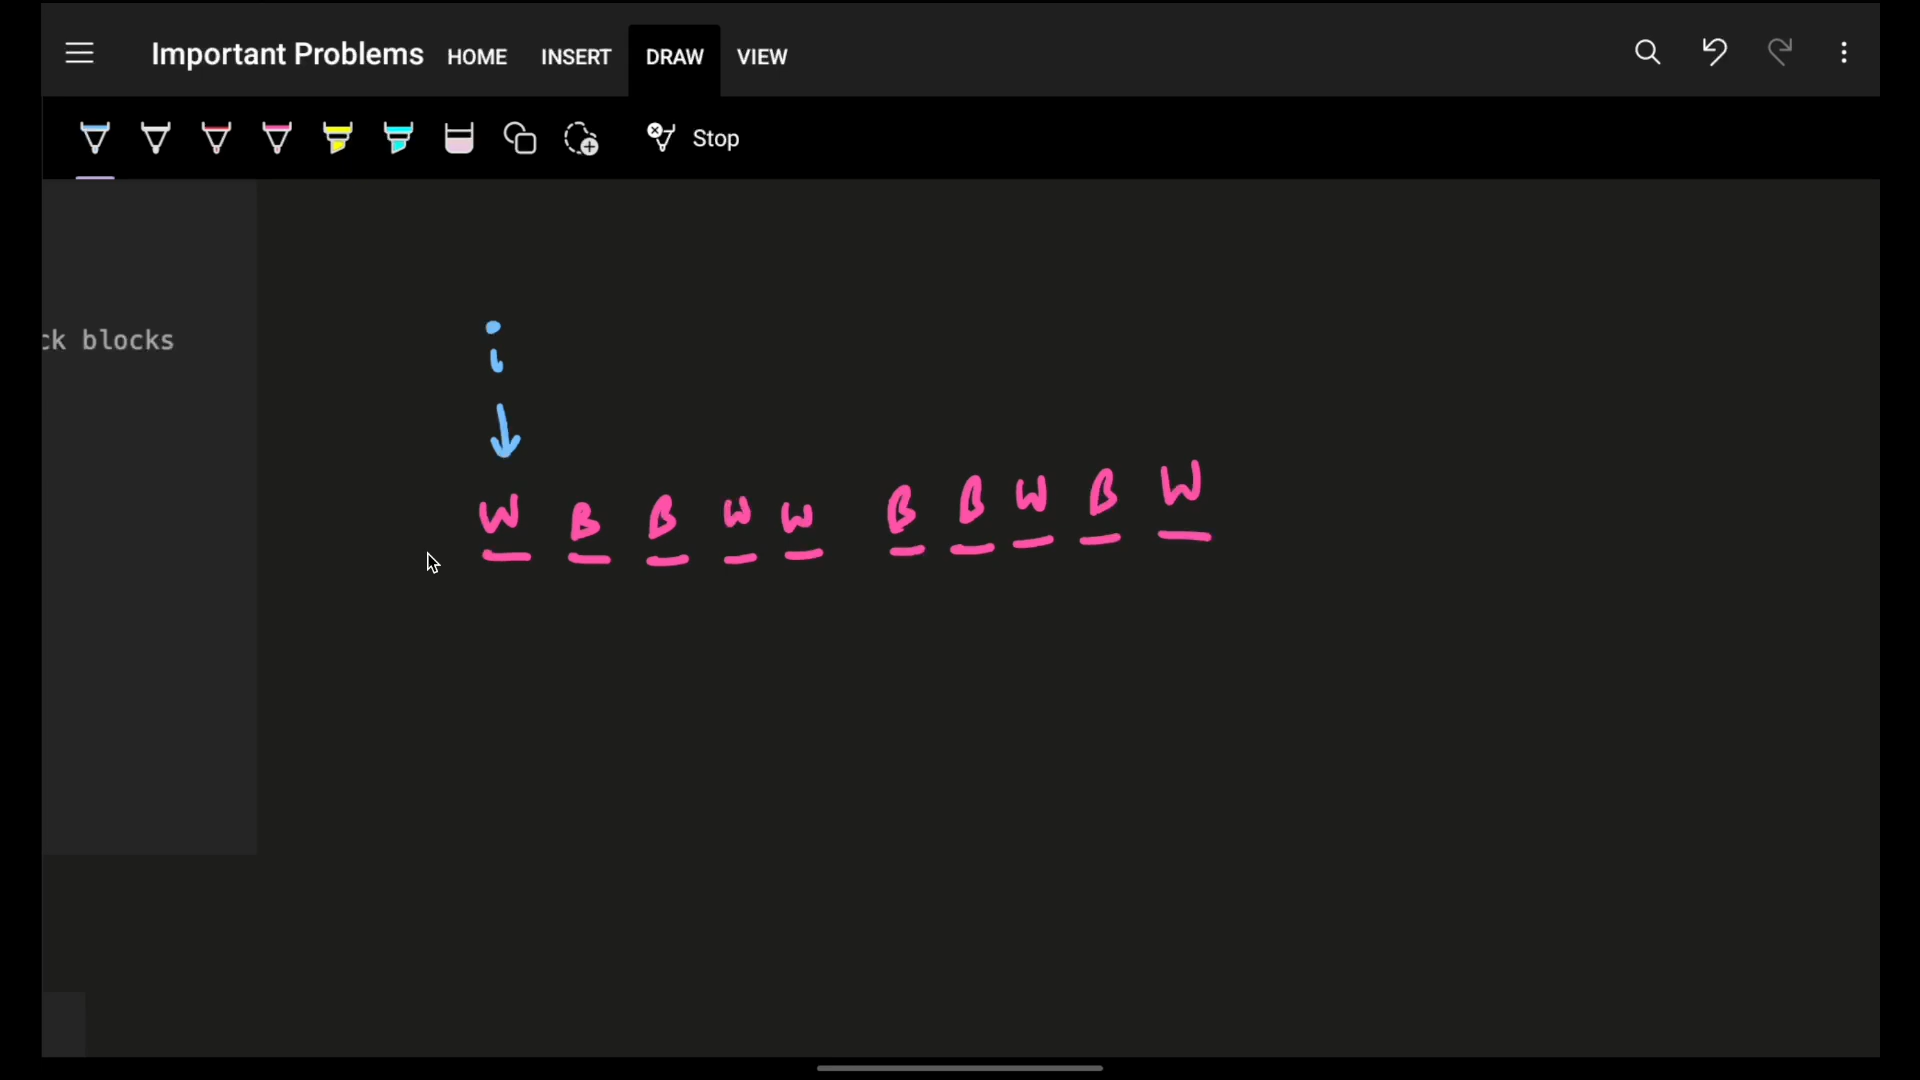 Important Problems HOME INSERT DRAW VIEW
Stop
ck blocks
i
W B B W W B B W B W